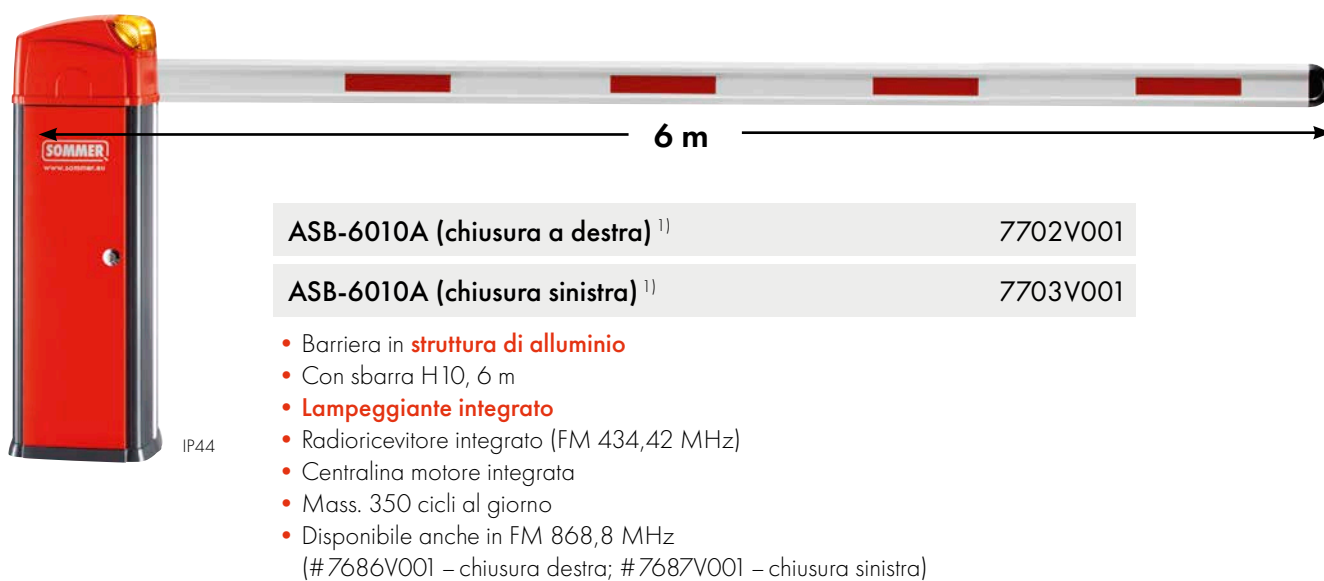 SOMMER
www.sommer.eu
6 m
IP44
ASB-6010A (chiusura a destra) 1) 7702V001
ASB-6010A (chiusura sinistra) 1) 7703V001
• Barriera in struttura di alluminio
• Con sbarra H10, 6 m
• Lampeggiante integrato
• Radioricevitore integrato (FM 434,42 MHz)
• Centralina motore integrata
• Mass. 350 cicli al giorno
• Disponibile anche in FM 868,8 MHz
(#7686V001 – chiusura destra; #7687V001 – chiusura sinistra)